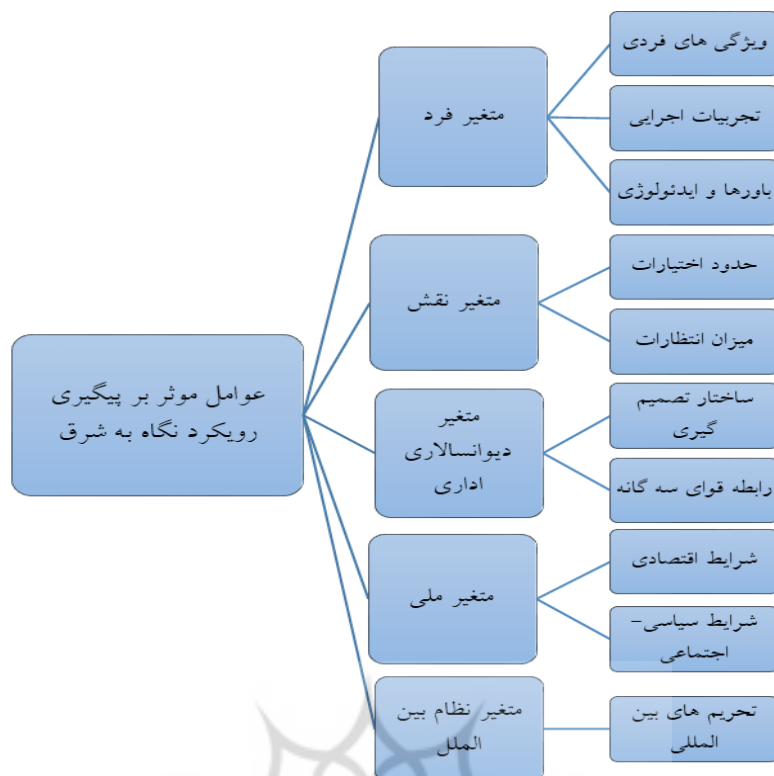 عوامل موثر بر پیگیری
رویکرد نگاه به شرق
متغیر فرد
ویژگی های فردی
تجربیات اجرایی
باورها و ایدئولوژی
متغیر نقش
حدود اختیارات
میزان انتظارات
متغیر
دیوانسالاری
اداری
ساختار تصمیم
گیری
رابطه قوای سه گانه
متغیر ملی
شرایط اقتصادی
شرایط سیاسی-
اجتماعی
متغیر نظام بین
الملل
تحریم های بین
المللی